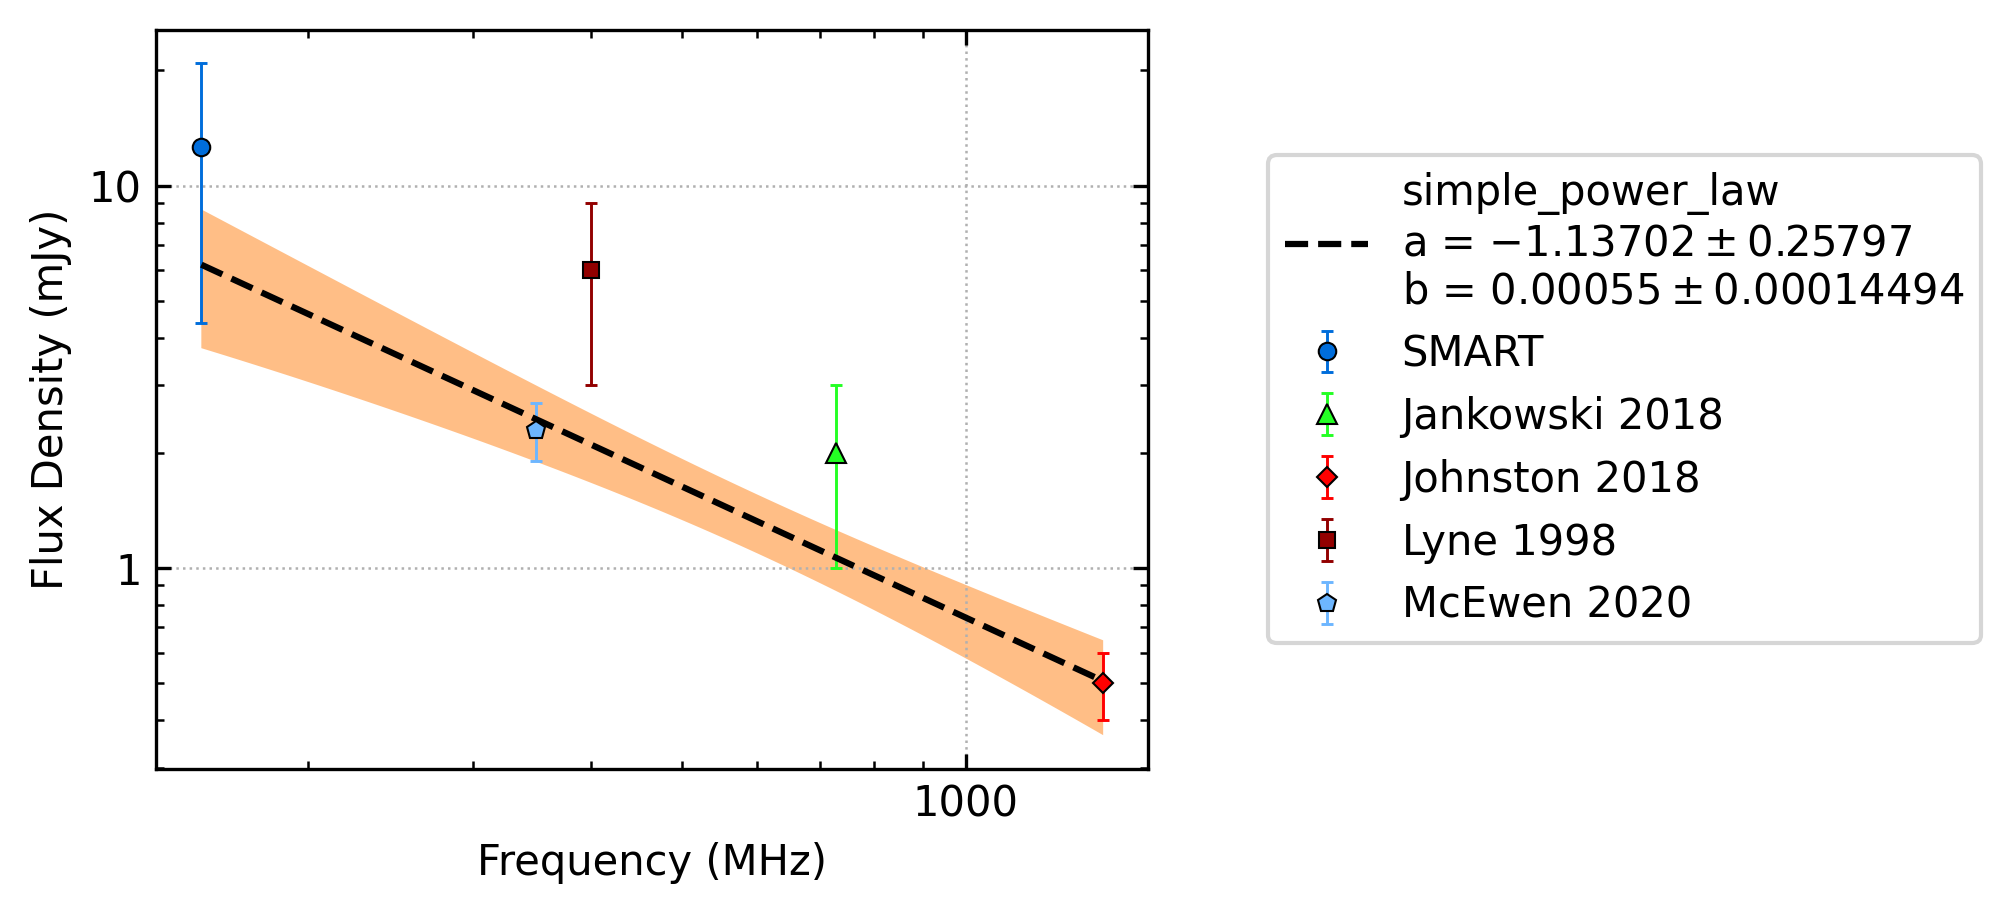 10
1
Flux Density (mJy)
1000
Frequency (MHz)
simple_power_law
a = −1.13702 ± 0.25797
b = 0.00055 ± 0.00014494
SMART
Jankowski 2018
Johnston 2018
Lyne 1998
McEwen 2020